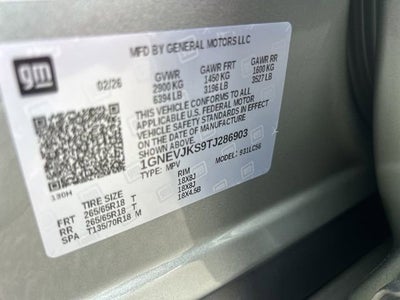 gm
MFD BY GENERAL MOTORS LLC
02/26 GVWR GAWR FRT GAWR RR
2900 KG 1450 KG 1600 KG
6394 LB 3196 LB 3527 LB
THIS VEHICLE CONFORMS TO ALL
APPLICABLE U.S. FEDERAL MOTOR
VEHICLE SAFETY STANDARDS IN EFFECT
ON THE DATE OF MANUFACTURE
SHOWN ABOVE.
1GNEVJKS9TJ286903
TYPE: MPV MODEL: 931LC56
TIRE SIZE RIM
FRT 265/65R18 T 18X8J
RR 265/65R18 T 18X8J
SPA T135/70R18 M 18X4.5B